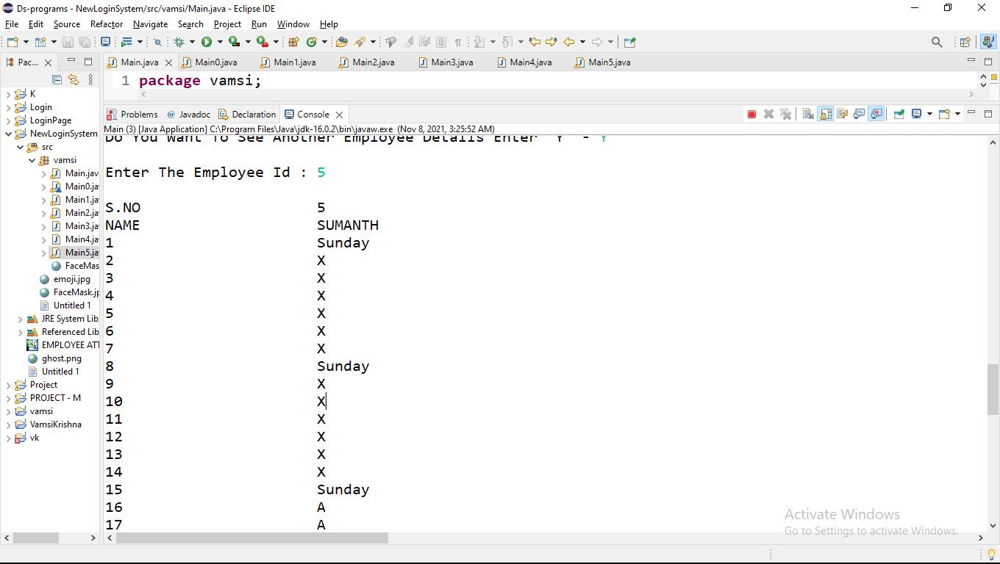 Ds-programs - NewLoginSystem/src/vamsi/Main.java - Eclipse IDE
File Edit Source Refactor Navigate Search Project Run Window Help
Pac...
Main.java Main0.java Main1.java Main2.java Main3.java Main4.java Main5.java
1 package vamsi;
K
Login
LoginPage
NewLoginSystem
src
vamsi
Main.jav
Main0.ja
Main1.ja
Main2.ja
Main3.ja
Main4.ja
Main5.ja
FaceMas
emoji.jpg
FaceMask.jp
Untitled 1
JRE System Lib
Referenced Lib
EMPLOYEE ATT
ghost.png
Untitled 1
Project
PROJECT - M
vamsi
VamsiKrishna
vk
Problems @ Javadoc Declaration Console
Main (3) [Java Application] C:\Program Files\Java\jdk-16.0.2\bin\javaw.exe (Nov 8, 2021, 3:25:52 AM)
Do You Want To See Another Employee Details Enter 'Y' - Y
Enter The Employee Id : 5
S.NO 5
NAME SUMANTH
1 Sunday
2 X
3 X
4 X
5 X
6 X
7 X
8 Sunday
9 X
10 X
11 X
12 X
13 X
14 X
15 Sunday
16 A
17 A
Activate Windows
Go to Settings to activate Windows.